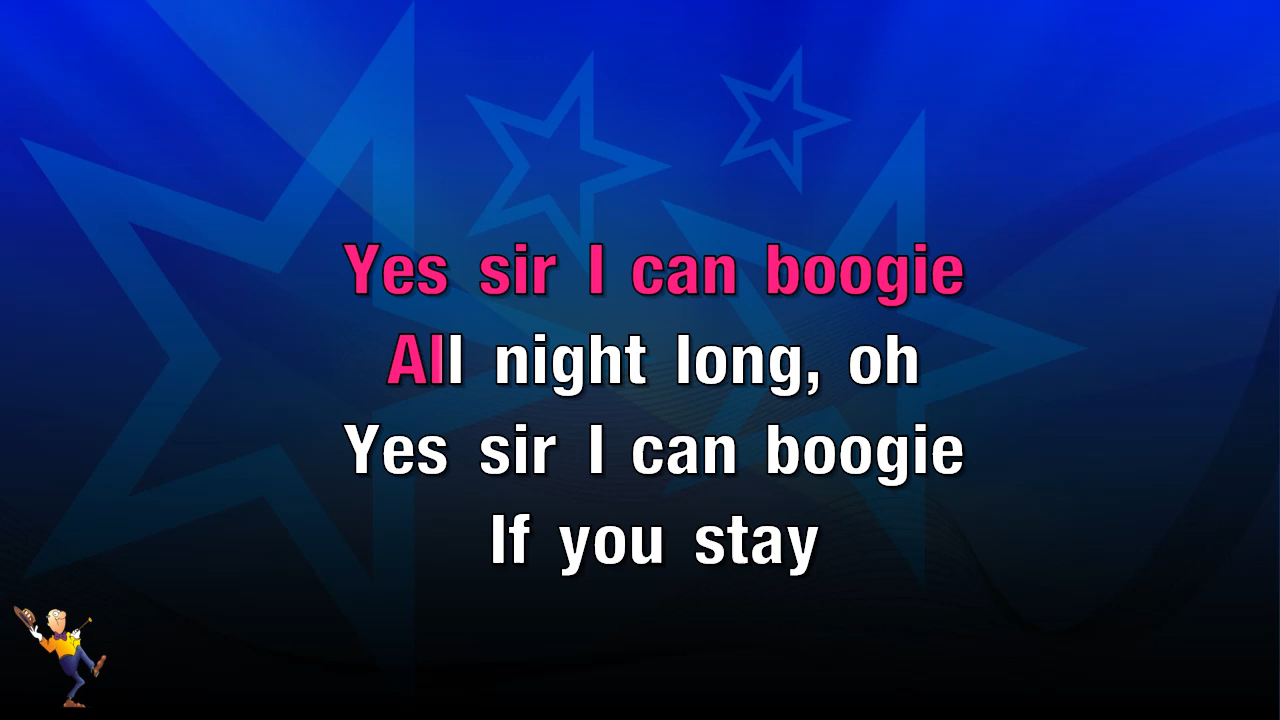 Yes sir I can boogie
All night long, oh
Yes sir I can boogie
If you stay